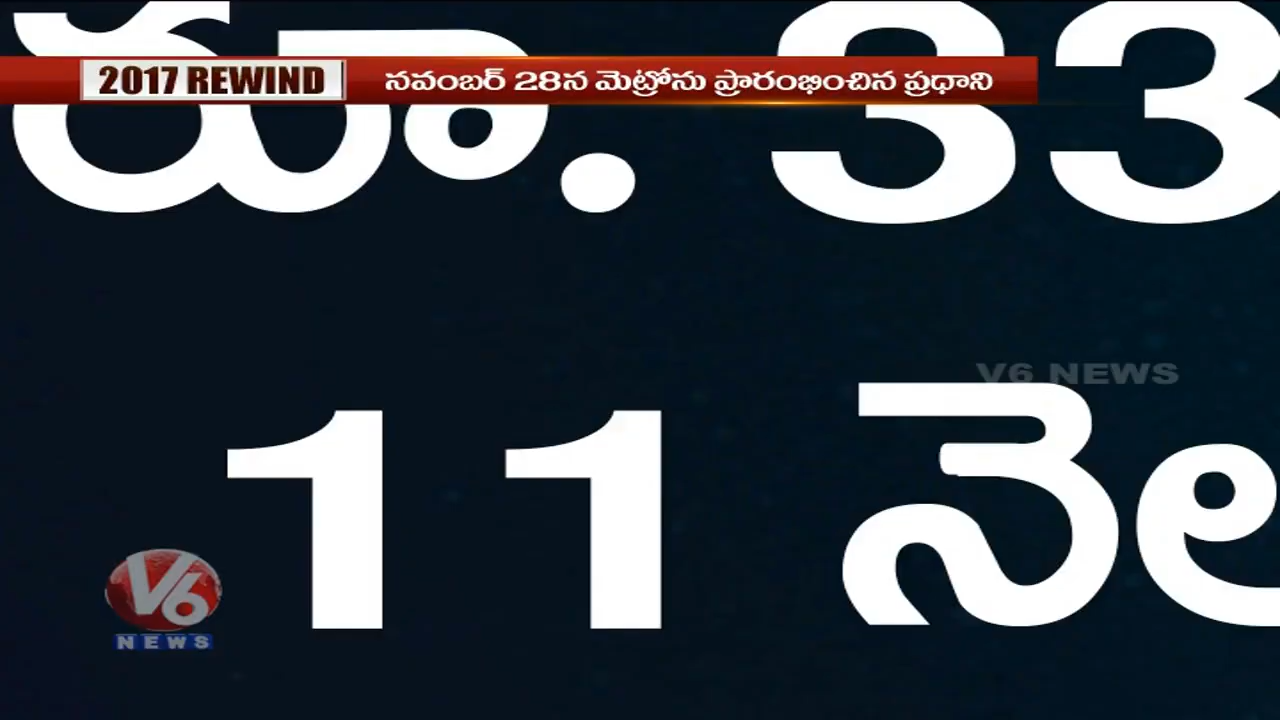 రూ. 33
2017 REWIND నవంబర్ 28న మెట్రోను ప్రారంభించిన ప్రధాని
V6 NEWS
11 నెల
V6
NEWS